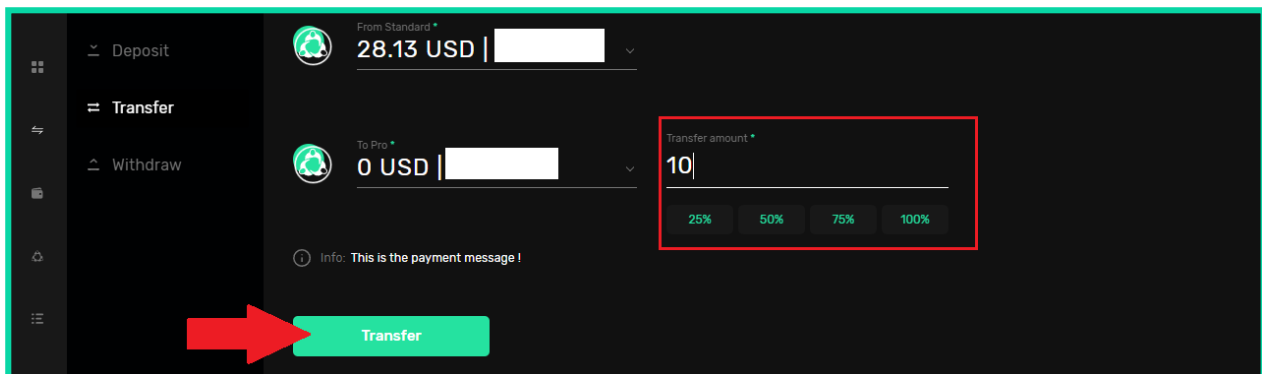 From Standard *
Deposit
28.13 USD |
Transfer
To Pro *
Transfer amount *
Withdraw
0 USD |
10
25% 50% 75% 100%
Info: This is the payment message !
Transfer